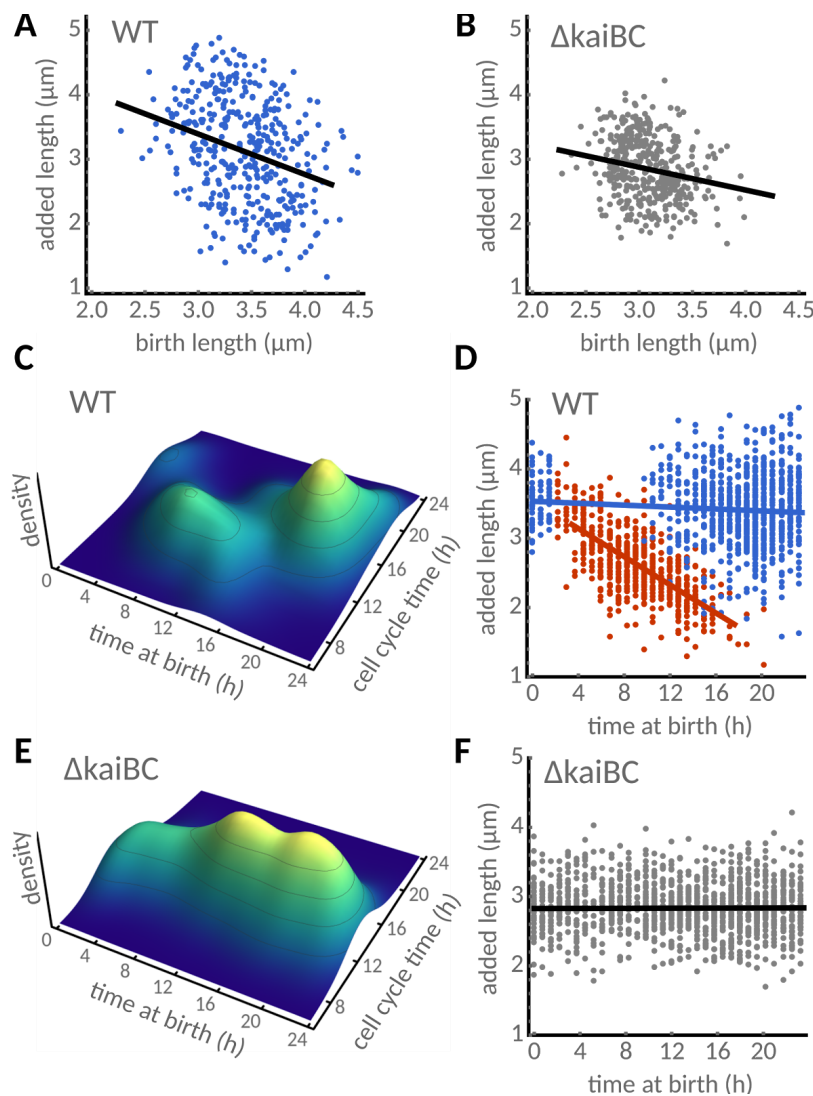 A
WT
5
4
3
2
1
added length (μm)
2.0 2.5 3.0 3.5 4.0 4.5
birth length (μm)
B
ΔkaiBC
5
4
3
2
1
added length (μm)
2.0 2.5 3.0 3.5 4.0 4.5
birth length (μm)
C
WT
density
0 4 8 12 16 20 24
time at birth (h)
8 12 16 20 24
cell cycle time (h)
D
WT
5
4
3
2
1
added length (μm)
0 4 8 12 16 20
time at birth (h)
E
ΔkaiBC
density
0 4 8 12 16 20 24
time at birth (h)
8 12 16 20 24
cell cycle time (h)
F
ΔkaiBC
5
4
3
2
1
added length (μm)
0 4 8 12 16 20
time at birth (h)